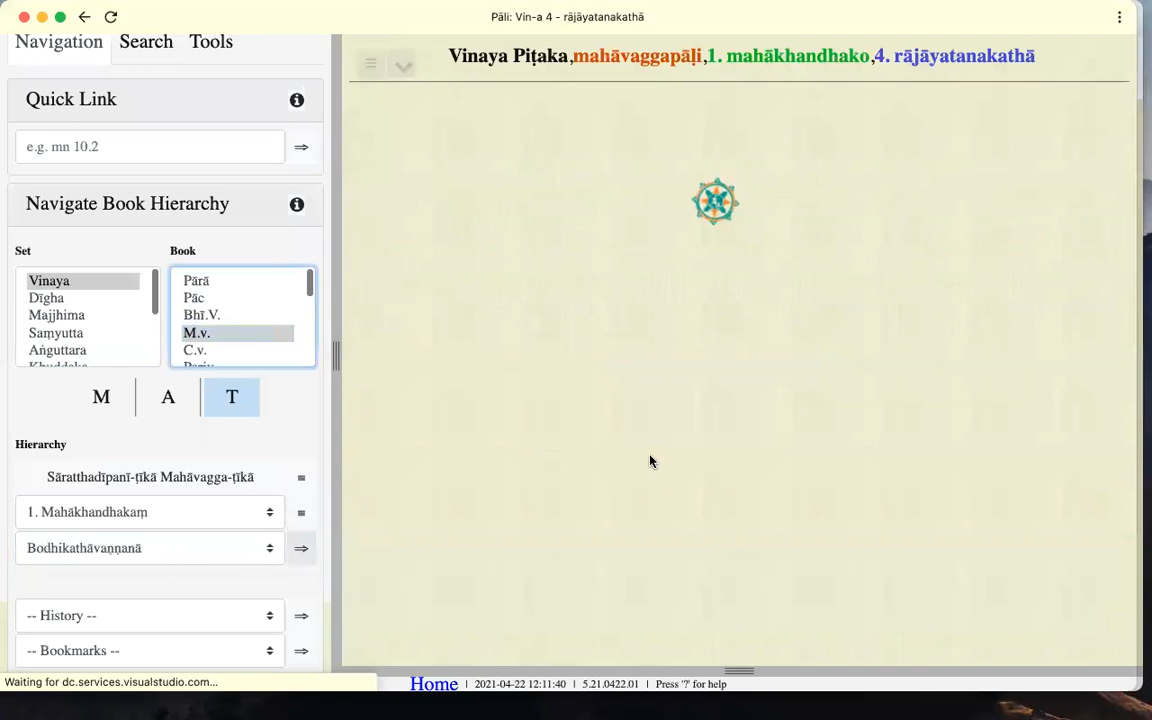 Pāli: Vin-a 4 - rājāyatanakathā
Navigation Search Tools
Quick Link
e.g. mn 10.2
⇒
Navigate Book Hierarchy
Set Book
Vinaya
Dīgha
Majjhima
Saṃyutta
Aṅguttara
Khuddaka
Pārā
Pāc
Bhī.V.
M.v.
C.v.
Pariv
M A T
Hierarchy
Sāratthadīpanī-ṭīkā Mahāvagga-ṭīkā
1. Mahākhandhakaṃ
Bodhikathāvaṇṇanā ⇒
-- History -- ⇒
-- Bookmarks -- ⇒
Waiting for dc.services.visualstudio.com...
Vinaya Piṭaka,mahāvaggapāḷi,1. mahākhandhako,4. rājāyatanakathā
Home | 2021-04-22 12:11:40 | 5.21.0422.01 | Press '?' for help